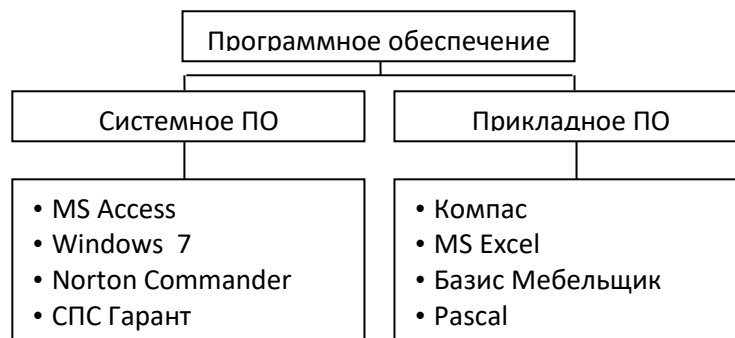 Программное обеспечение
Системное ПО
Прикладное ПО
• MS Access
• Windows 7
• Norton Commander
• СПС Гарант
• Компас
• MS Excel
• Базис Мебельщик
• Pascal